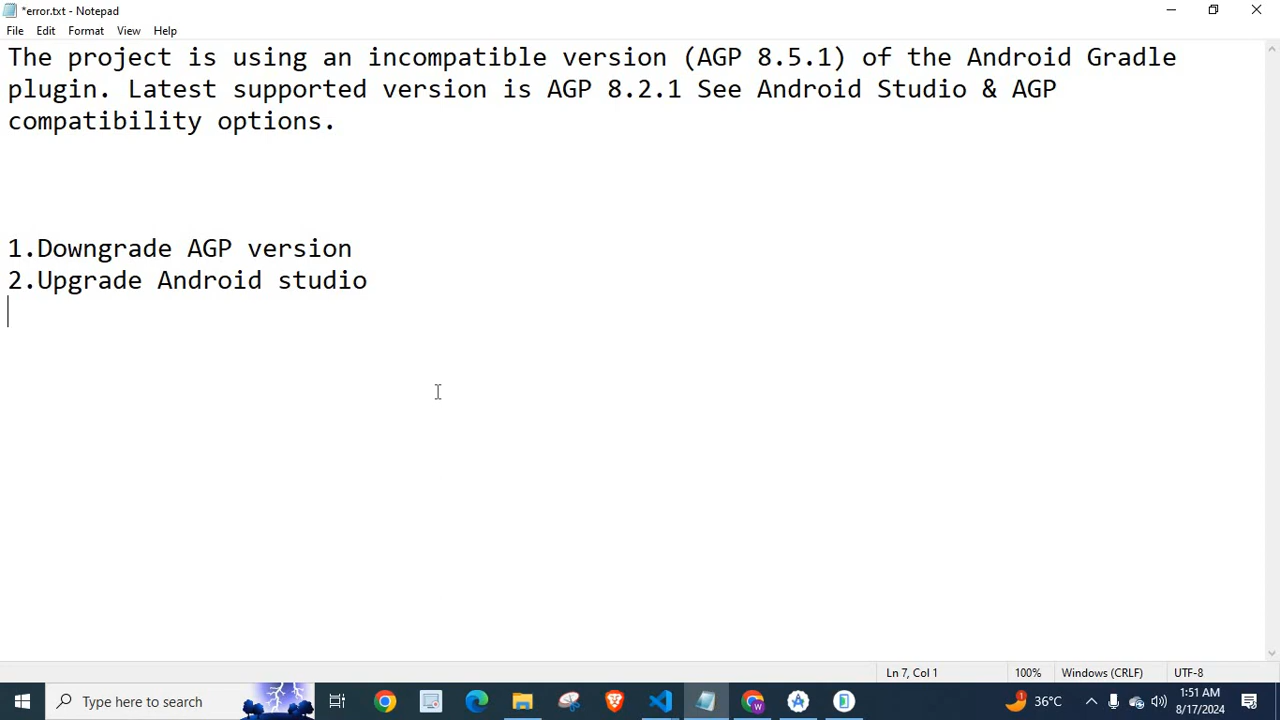 *error.txt - Notepad
File Edit Format View Help
The project is using an incompatible version (AGP 8.5.1) of the Android Gradle
plugin. Latest supported version is AGP 8.2.1 See Android Studio & AGP
compatibility options.
1.Downgrade AGP version
2.Upgrade Android studio
Ln 7, Col 1 100% Windows (CRLF) UTF-8
Type here to search
W
36°C
1:51 AM
8/17/2024